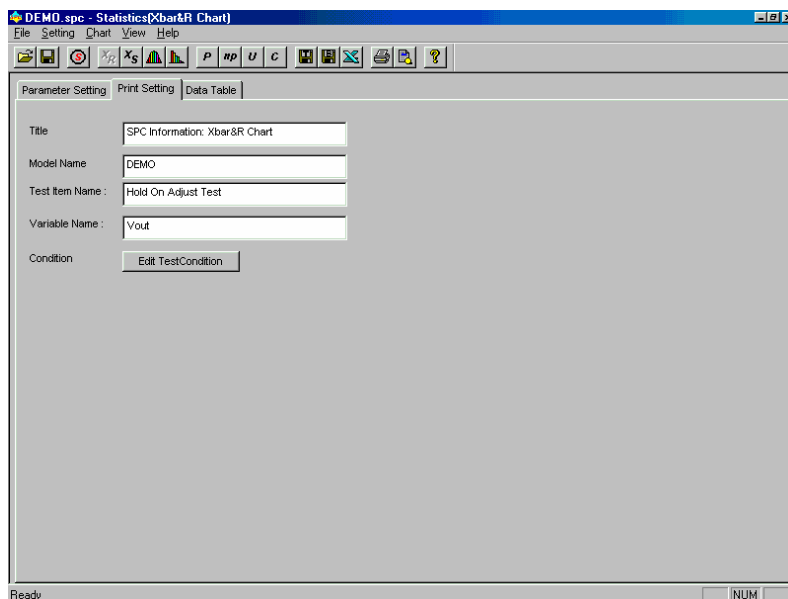 DEMO.spc - Statistics(Xbar&R Chart)
File Setting Chart View Help
XR XS P np U C ?
Parameter Setting Print Setting Data Table
Title SPC Information: Xbar&R Chart
Model Name DEMO
Test Item Name : Hold On Adjust Test
Variable Name : Vout
Condition Edit TestCondition
Ready NUM